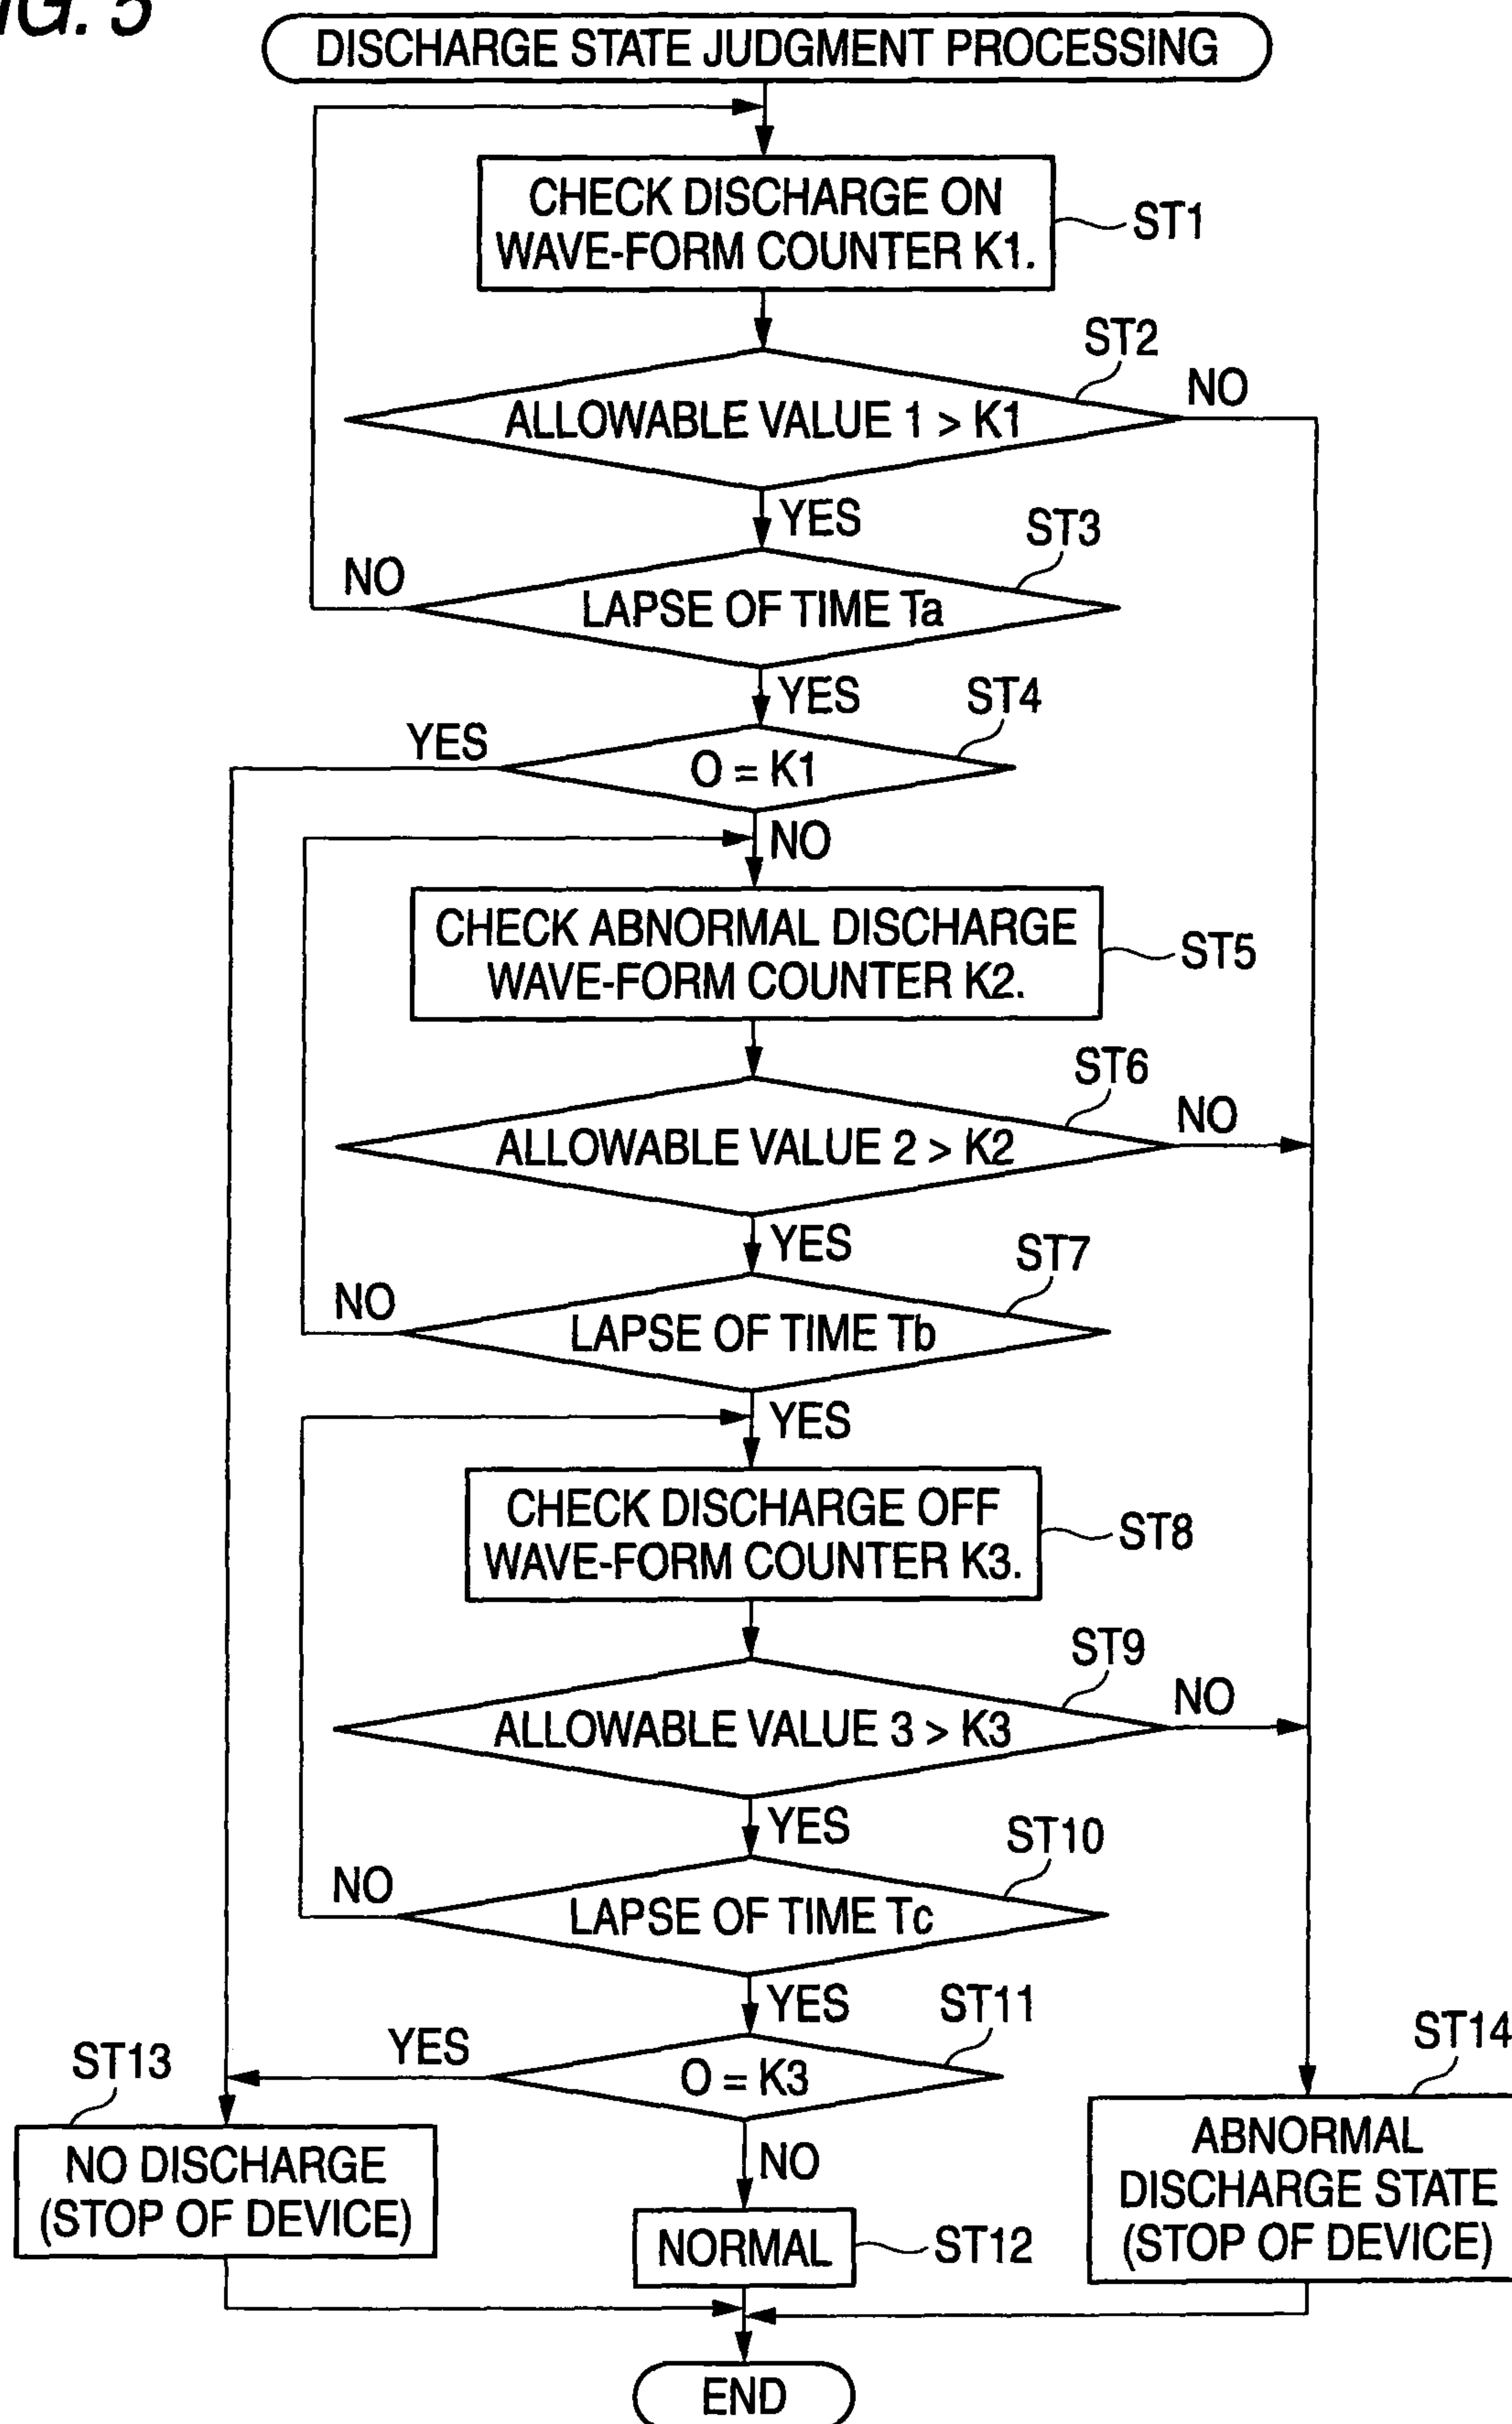 IG. 5
DISCHARGE STATE JUDGMENT PROCESSING
CHECK DISCHARGE ON
WAVE-FORM COUNTER K1.
ST1
ST2
ALLOWABLE VALUE 1 > K1
NO
YES
ST3
NO
LAPSE OF TIME Ta
YES
ST4
YES
O = K1
NO
CHECK ABNORMAL DISCHARGE
WAVE-FORM COUNTER K2.
ST5
ST6
ALLOWABLE VALUE 2 > K2
NO
YES
ST7
NO
LAPSE OF TIME Tb
YES
CHECK DISCHARGE OFF
WAVE-FORM COUNTER K3.
ST8
ST9
ALLOWABLE VALUE 3 > K3
NO
YES
ST10
NO
LAPSE OF TIME Tc
YES
ST11
YES
O = K3
NO
ST13
NO DISCHARGE
(STOP OF DEVICE)
NORMAL
ST12
ST14
ABNORMAL
DISCHARGE STATE
(STOP OF DEVICE)
END